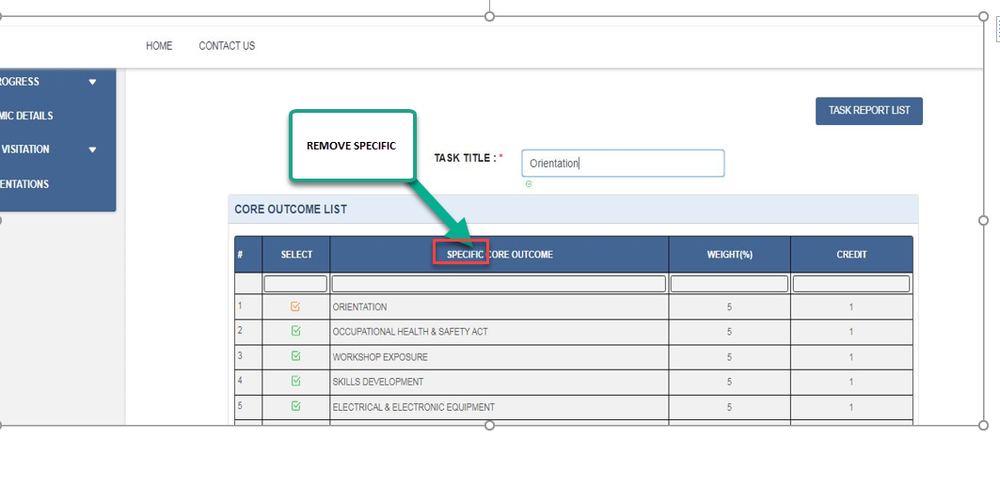 HOME CONTACT US
ROGRESS
MIC DETAILS
VISITATION
ENTATIONS
TASK REPORT LIST
REMOVE SPECIFIC
TASK TITLE : * Orientation
CORE OUTCOME LIST
# SELECT SPECIFIC CORE OUTCOME WEIGHT(%) CREDIT
1 ORIENTATION 5 1
2 OCCUPATIONAL HEALTH & SAFETY ACT 5 1
3 WORKSHOP EXPOSURE 5 1
4 SKILLS DEVELOPMENT 5 1
5 ELECTRICAL & ELECTRONIC EQUIPMENT 5 1